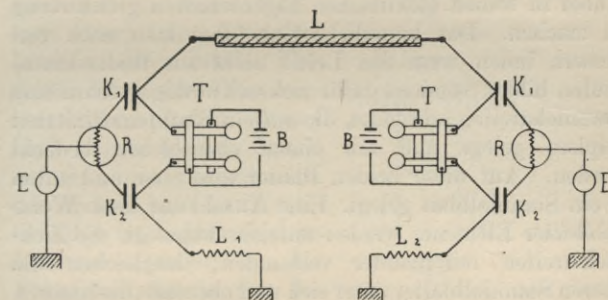 L
K₁ T T K₁
R B B R
E E
K₂ K₂
L₁ L₂